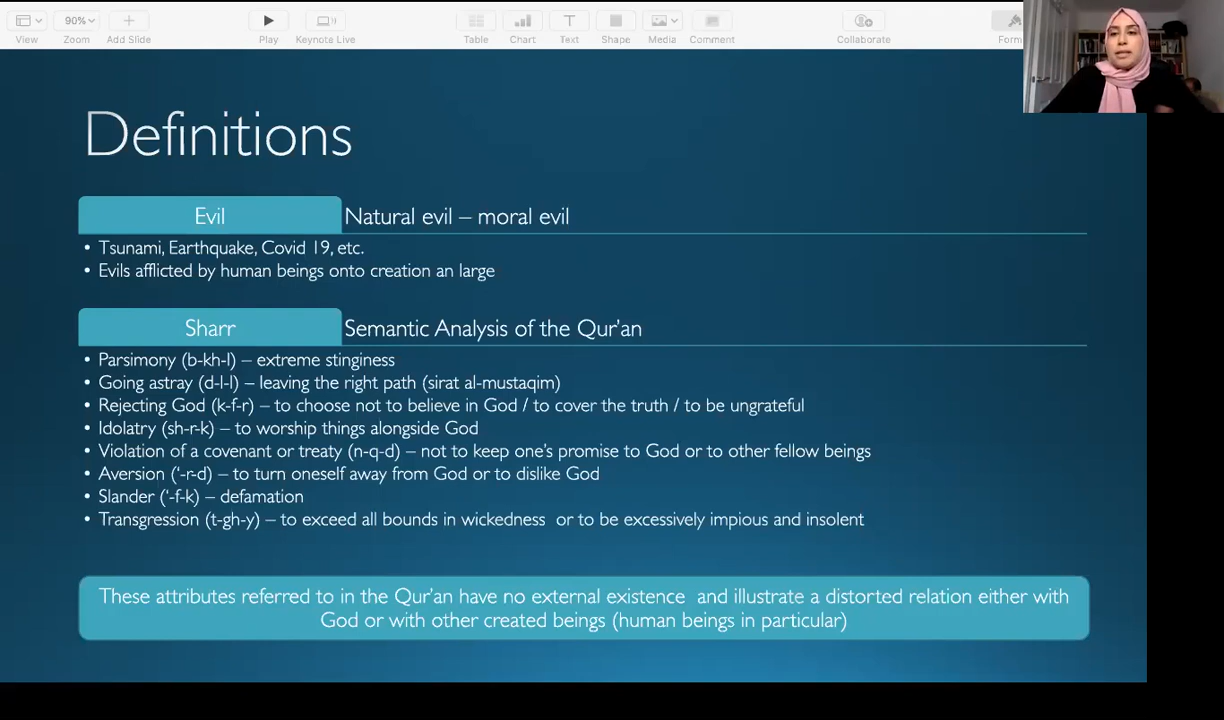 View
90%
Zoom
Add Slide
Play
Keynote Live
Table
Chart
Text
Shape
Media
Comment
Collaborate
Definitions
Evil
Natural evil – moral evil
• Tsunami, Earthquake, Covid 19, etc.
• Evils afflicted by human beings onto creation an large
Sharr
Semantic Analysis of the Qur'an
• Parsimony (b-kh-l) – extreme stinginess
• Going astray (d-l-l) – leaving the right path (sirat al-mustaqim)
• Rejecting God (k-f-r) – to choose not to believe in God / to cover the truth / to be ungrateful
• Idolatry (sh-r-k) – to worship things alongside God
• Violation of a covenant or treaty (n-q-d) – not to keep one's promise to God or to other fellow beings
• Aversion ('-r-d) – to turn oneself away from God or to dislike God
• Slander ('-f-k) – defamation
• Transgression (t-gh-y) – to exceed all bounds in wickedness or to be excessively impious and insolent
These attributes referred to in the Qur'an have no external existence and illustrate a distorted relation either with
God or with other created beings (human beings in particular)